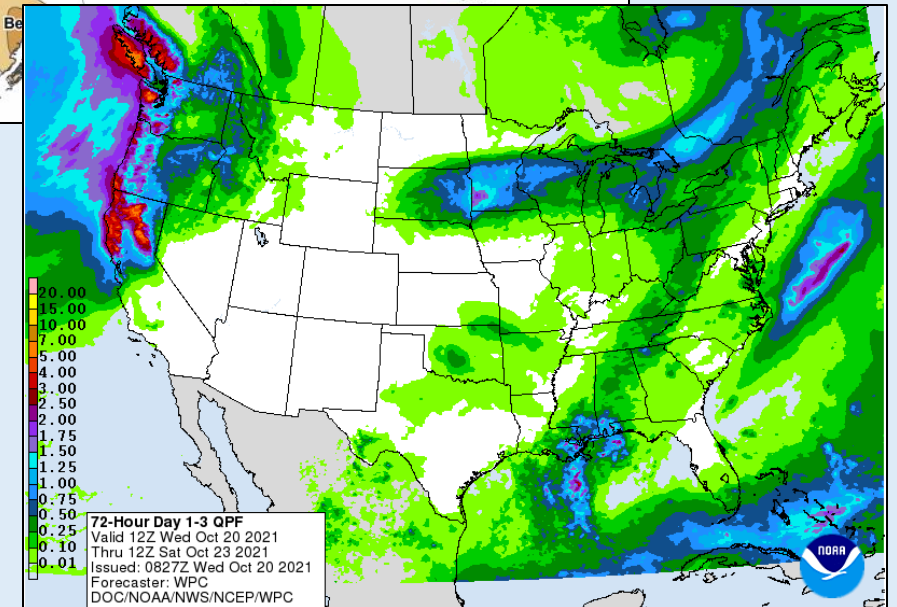 Be
20.00
15.00
10.00
7.00
5.00
4.00
3.00
2.50
2.00
1.75
1.50
1.25
1.00
0.75
0.50
0.25
0.10
0.01
72-Hour Day 1-3 QPF
Valid 12Z Wed Oct 20 2021
Thru 12Z Sat Oct 23 2021
Issued: 0827Z Wed Oct 20 2021
Forecaster: WPC
DOC/NOAA/NWS/NCEP/WPC
NOAA